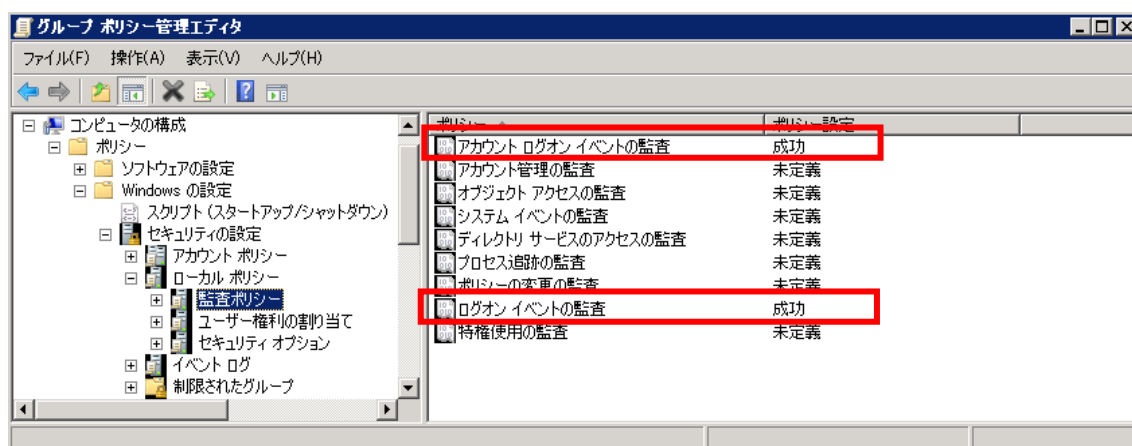 グループ ポリシー管理エディタ
ファイル(F) 操作(A) 表示(V) ヘルプ(H)
コンピュータの構成
ポリシー
ソフトウェアの設定
Windows の設定
スクリプト (スタートアップ/シャットダウン)
セキュリティの設定
アカウント ポリシー
ローカル ポリシー
監査ポリシー
ユーザー権利の割り当て
セキュリティ オプション
イベント ログ
制限されたグループ
ポリシー ポリシー設定
アカウント ログオン イベントの監査 成功
アカウント管理の監査 未定義
オブジェクト アクセスの監査 未定義
システム イベントの監査 未定義
ディレクトリ サービスのアクセスの監査 未定義
プロセス追跡の監査 未定義
ポリシーの変更の監査 未定義
ログオン イベントの監査 成功
特権使用の監査 未定義